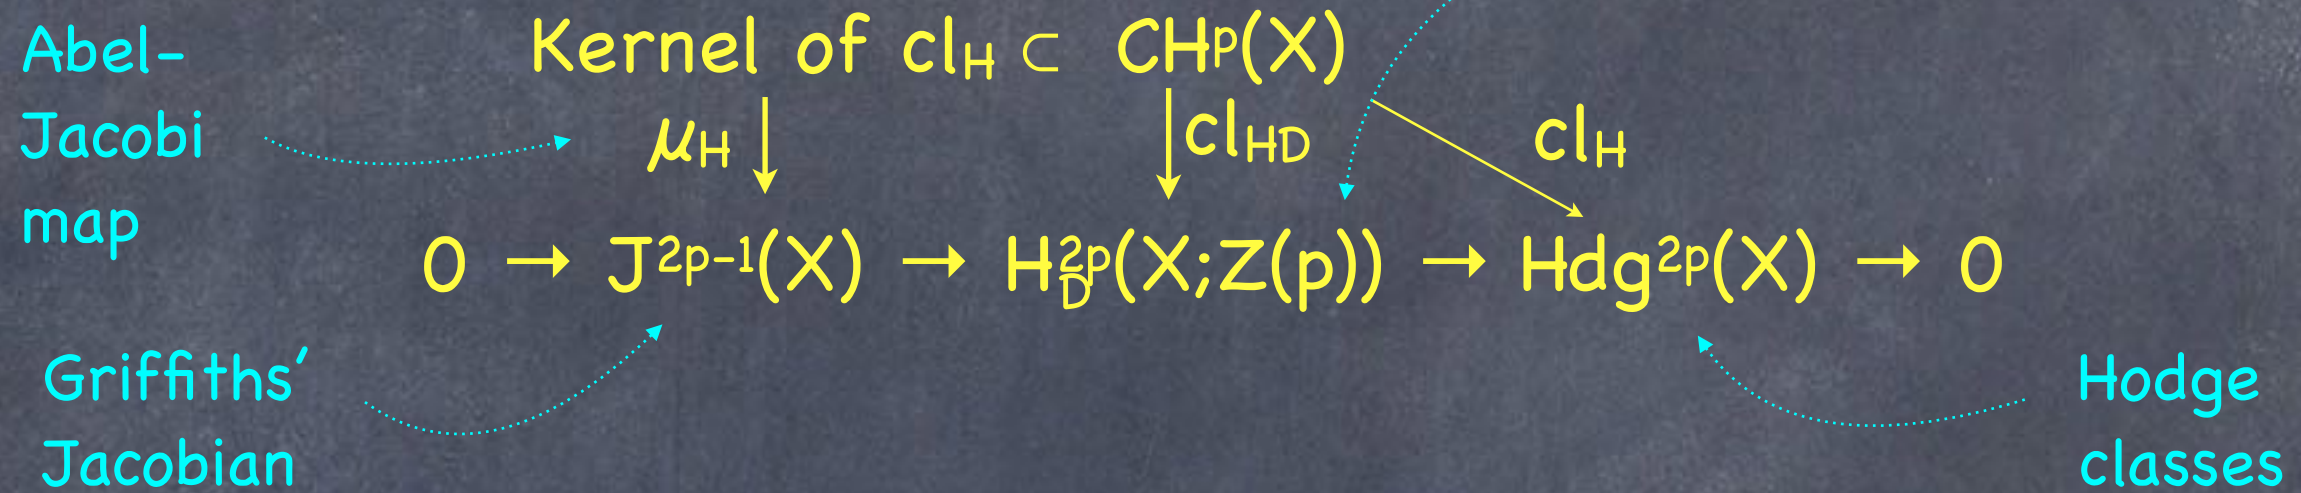 Abel-
Jacobi
map
Kernel of clH ⊂ CHp(X)
μH ↓ ↓ clHD clH
0 → J2p-1(X) → HD2p(X;Z(p)) → Hdg2p(X) → 0
Griffiths’
Jacobian
Hodge
classes